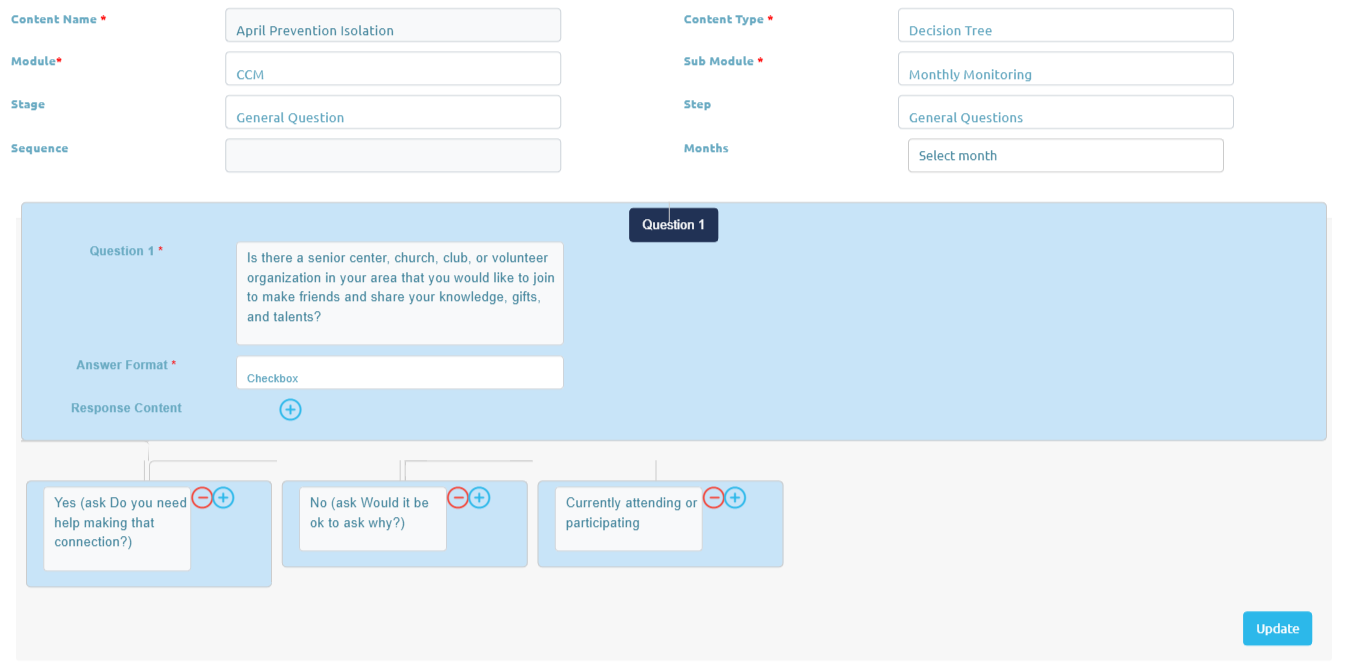 Content Name *
April Prevention Isolation
Content Type *
Decision Tree
Module*
CCM
Sub Module *
Monthly Monitoring
Stage
General Question
Step
General Questions
Sequence
Months
Select month
Question 1
Question 1 *
Is there a senior center, church, club, or volunteer
organization in your area that you would like to join
to make friends and share your knowledge, gifts,
and talents?
Answer Format *
Checkbox
Response Content
Yes (ask Do you need
help making that
connection?)
No (ask Would it be
ok to ask why?)
Currently attending or
participating
Update